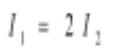 I₁ = 2 I₂